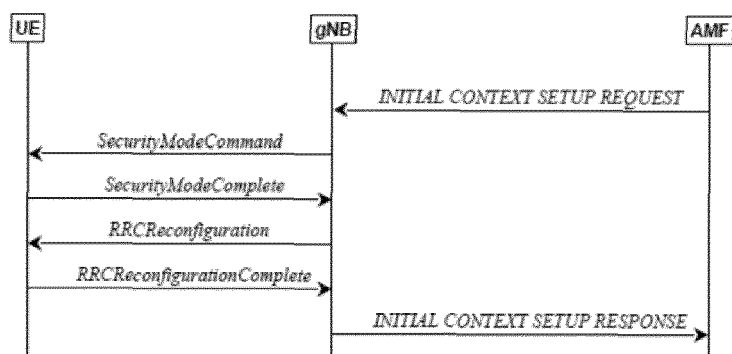 UE gNB AMF
INITIAL CONTEXT SETUP REQUEST
SecurityModeCommand
SecurityModeComplete
RRCReconfiguration
RRCReconfigurationComplete
INITIAL CONTEXT SETUP RESPONSE